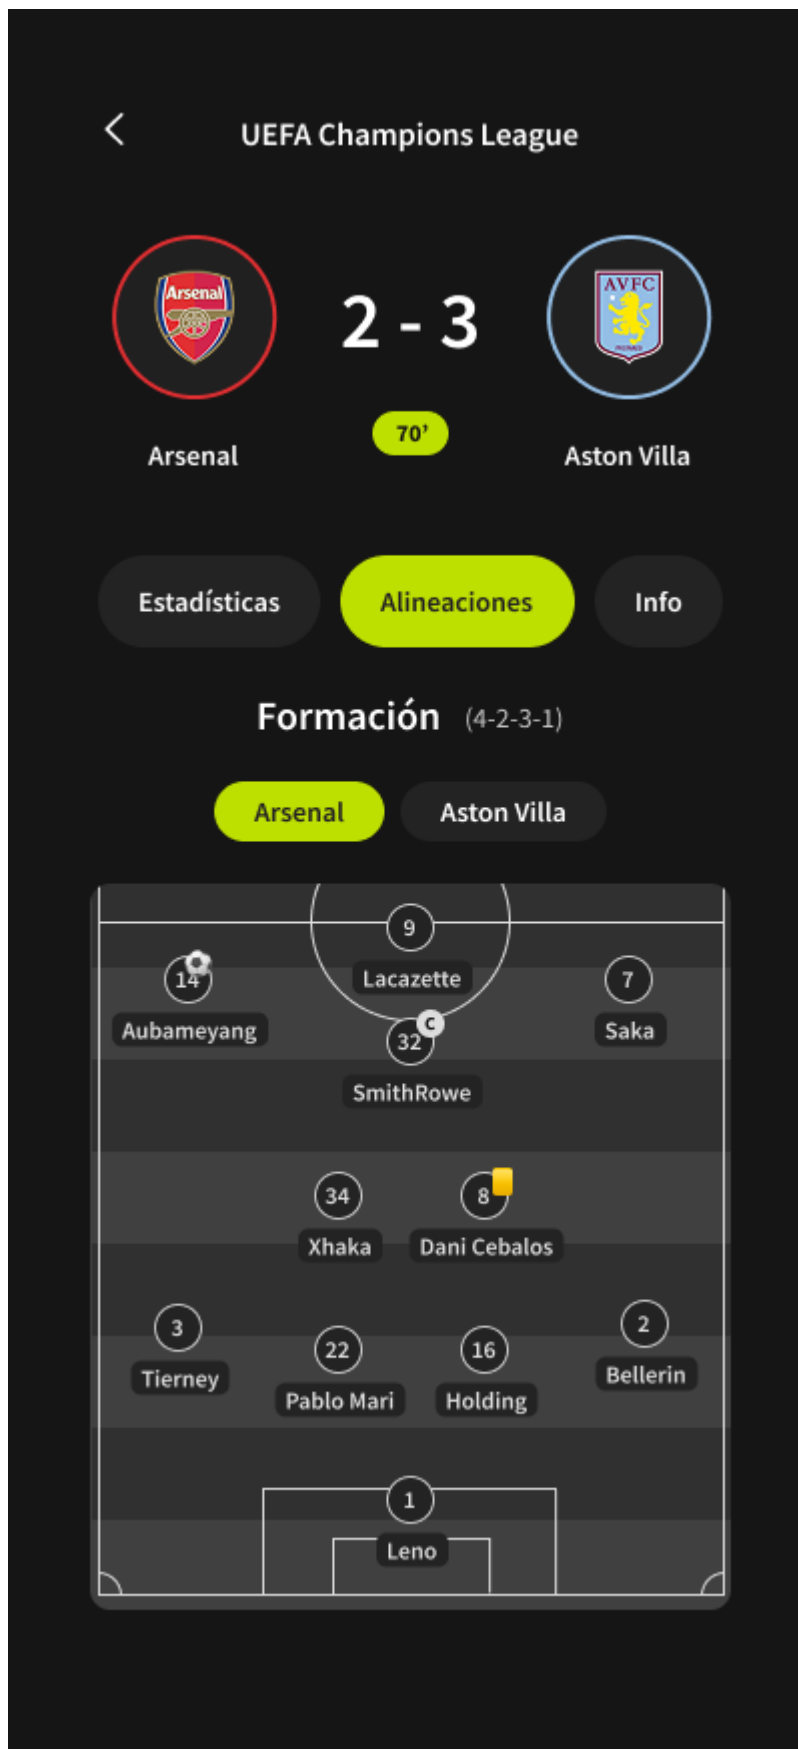 UEFA Champions League
Arsenal
AVFC
2 - 3
70’
Arsenal
Aston Villa
Estadísticas
Alineaciones
Info
Formación (4-2-3-1)
Arsenal
Aston Villa
9
Lacazette
14
Aubameyang
7
Saka
C
32
SmithRowe
34
Xhaka
8
Dani Cebalos
3
Tierney
22
Pablo Mari
16
Holding
2
Bellerin
1
Leno